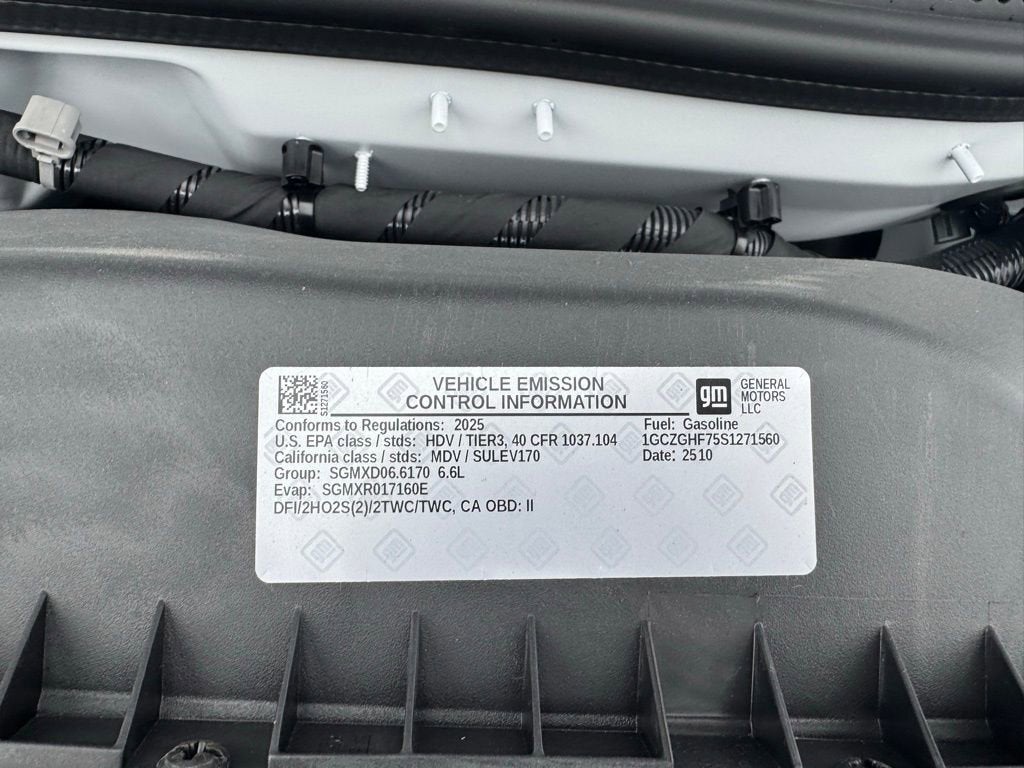 VEHICLE EMISSION
CONTROL INFORMATION
S1271560
gm
GENERAL
MOTORS
LLC
Conforms to Regulations: 2025
Fuel: Gasoline
U.S. EPA class / stds: HDV / TIER3, 40 CFR 1037.104
1GCZGHF75S1271560
California class / stds: MDV / SULEV170
Date: 2510
Group: SGMXD06.6170 6.6L
Evap: SGMXR017160E
DFI/2HO2S(2)/2TWC/TWC, CA OBD: II